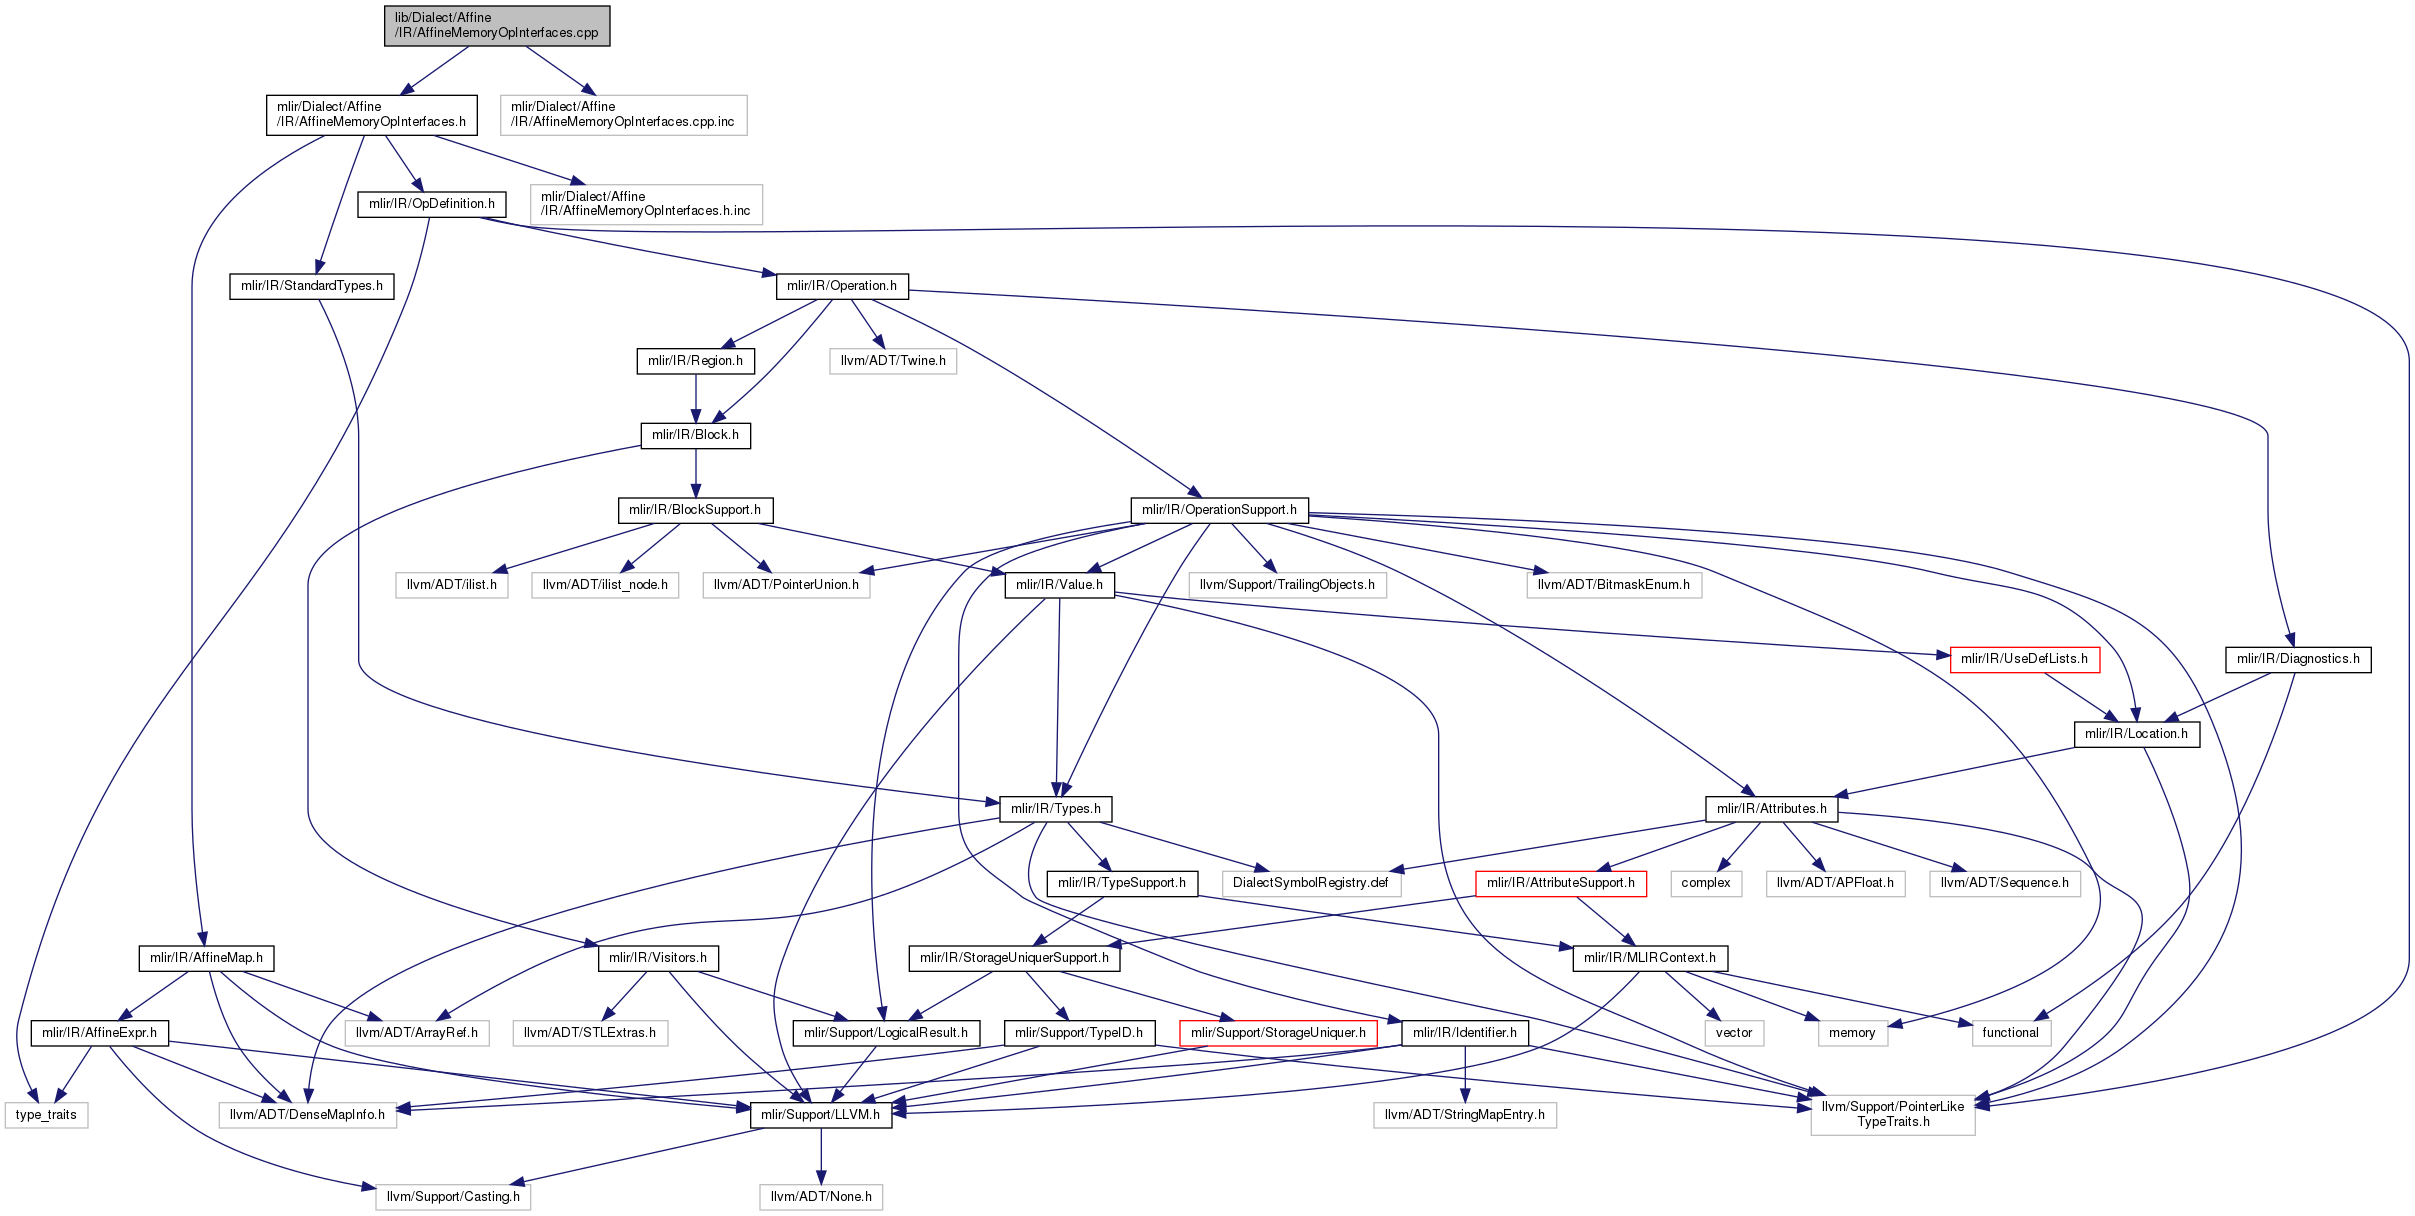 lib/Dialect/Affine
/IR/AffineMemoryOpInterfaces.cpp
mlir/Dialect/Affine
/IR/AffineMemoryOpInterfaces.h
mlir/Dialect/Affine
/IR/AffineMemoryOpInterfaces.cpp.inc
mlir/IR/OpDefinition.h
mlir/Dialect/Affine
/IR/AffineMemoryOpInterfaces.h.inc
mlir/IR/StandardTypes.h
mlir/IR/Operation.h
mlir/IR/Region.h
llvm/ADT/Twine.h
mlir/IR/Block.h
mlir/IR/BlockSupport.h
mlir/IR/OperationSupport.h
llvm/ADT/ilist.h
llvm/ADT/ilist_node.h
llvm/ADT/PointerUnion.h
mlir/IR/Value.h
llvm/Support/TrailingObjects.h
llvm/ADT/BitmaskEnum.h
mlir/IR/UseDefLists.h
mlir/IR/Diagnostics.h
mlir/IR/Location.h
mlir/IR/Types.h
mlir/IR/Attributes.h
mlir/IR/TypeSupport.h
DialectSymbolRegistry.def
mlir/IR/AttributeSupport.h
complex
llvm/ADT/APFloat.h
llvm/ADT/Sequence.h
mlir/IR/AffineMap.h
mlir/IR/Visitors.h
mlir/IR/StorageUniquerSupport.h
mlir/IR/MLIRContext.h
mlir/IR/AffineExpr.h
llvm/ADT/ArrayRef.h
llvm/ADT/STLExtras.h
mlir/Support/LogicalResult.h
mlir/Support/TypeID.h
mlir/Support/StorageUniquer.h
mlir/IR/Identifier.h
vector
memory
functional
type_traits
llvm/ADT/DenseMapInfo.h
mlir/Support/LLVM.h
llvm/ADT/StringMapEntry.h
llvm/Support/PointerLike
TypeTraits.h
llvm/Support/Casting.h
llvm/ADT/None.h